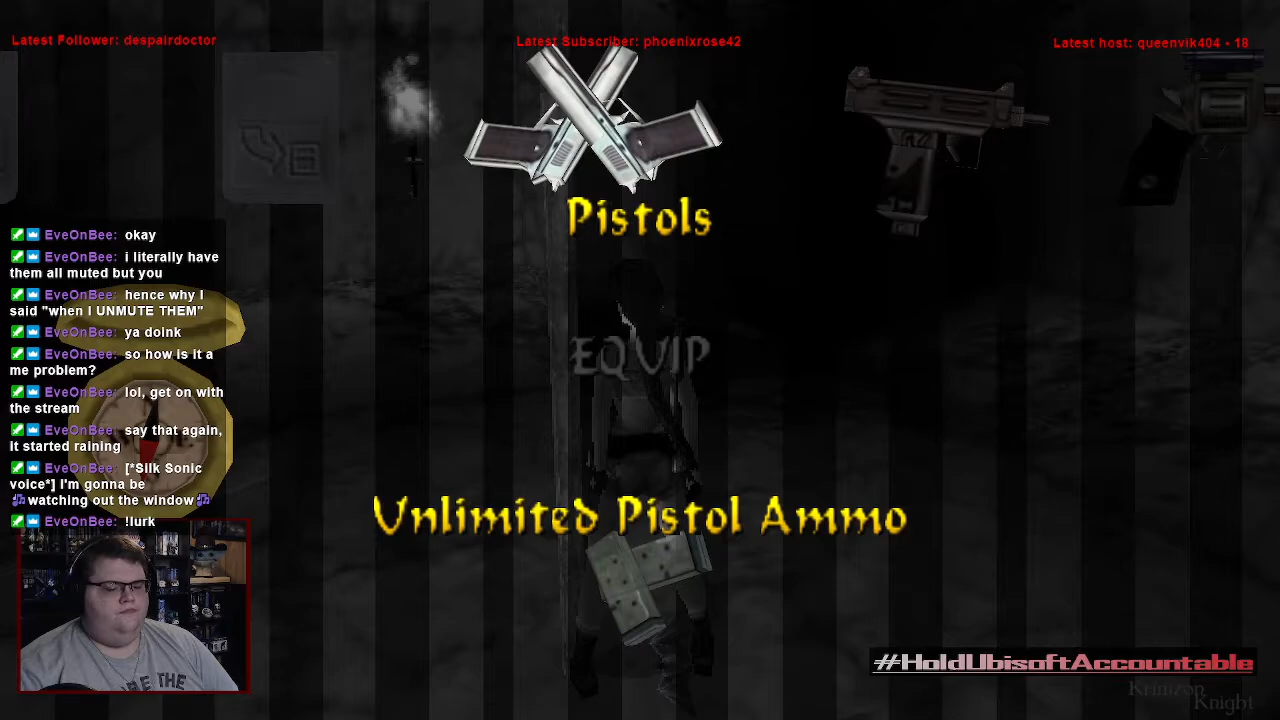 Latest Follower: despairdoctor
Latest Subscriber: phoenixrose42
Latest host: queenvik404 - 18
Pistols
EQUIP
Unlimited Pistol Ammo
EveOnBee: okay
EveOnBee: i literally have
them all muted but you
EveOnBee: hence why I
said "when I UNMUTE THEM"
EveOnBee: ya doink
EveOnBee: so how is it a
me problem?
EveOnBee: lol, get on with
the stream
EveOnBee: say that again,
it started raining
EveOnBee: [*Silk Sonic
voice*] I'm gonna be
🎶watching out the window🎶
EveOnBee: !lurk
THE
#HoldUbisoftAccountable
Krimzon
Knight